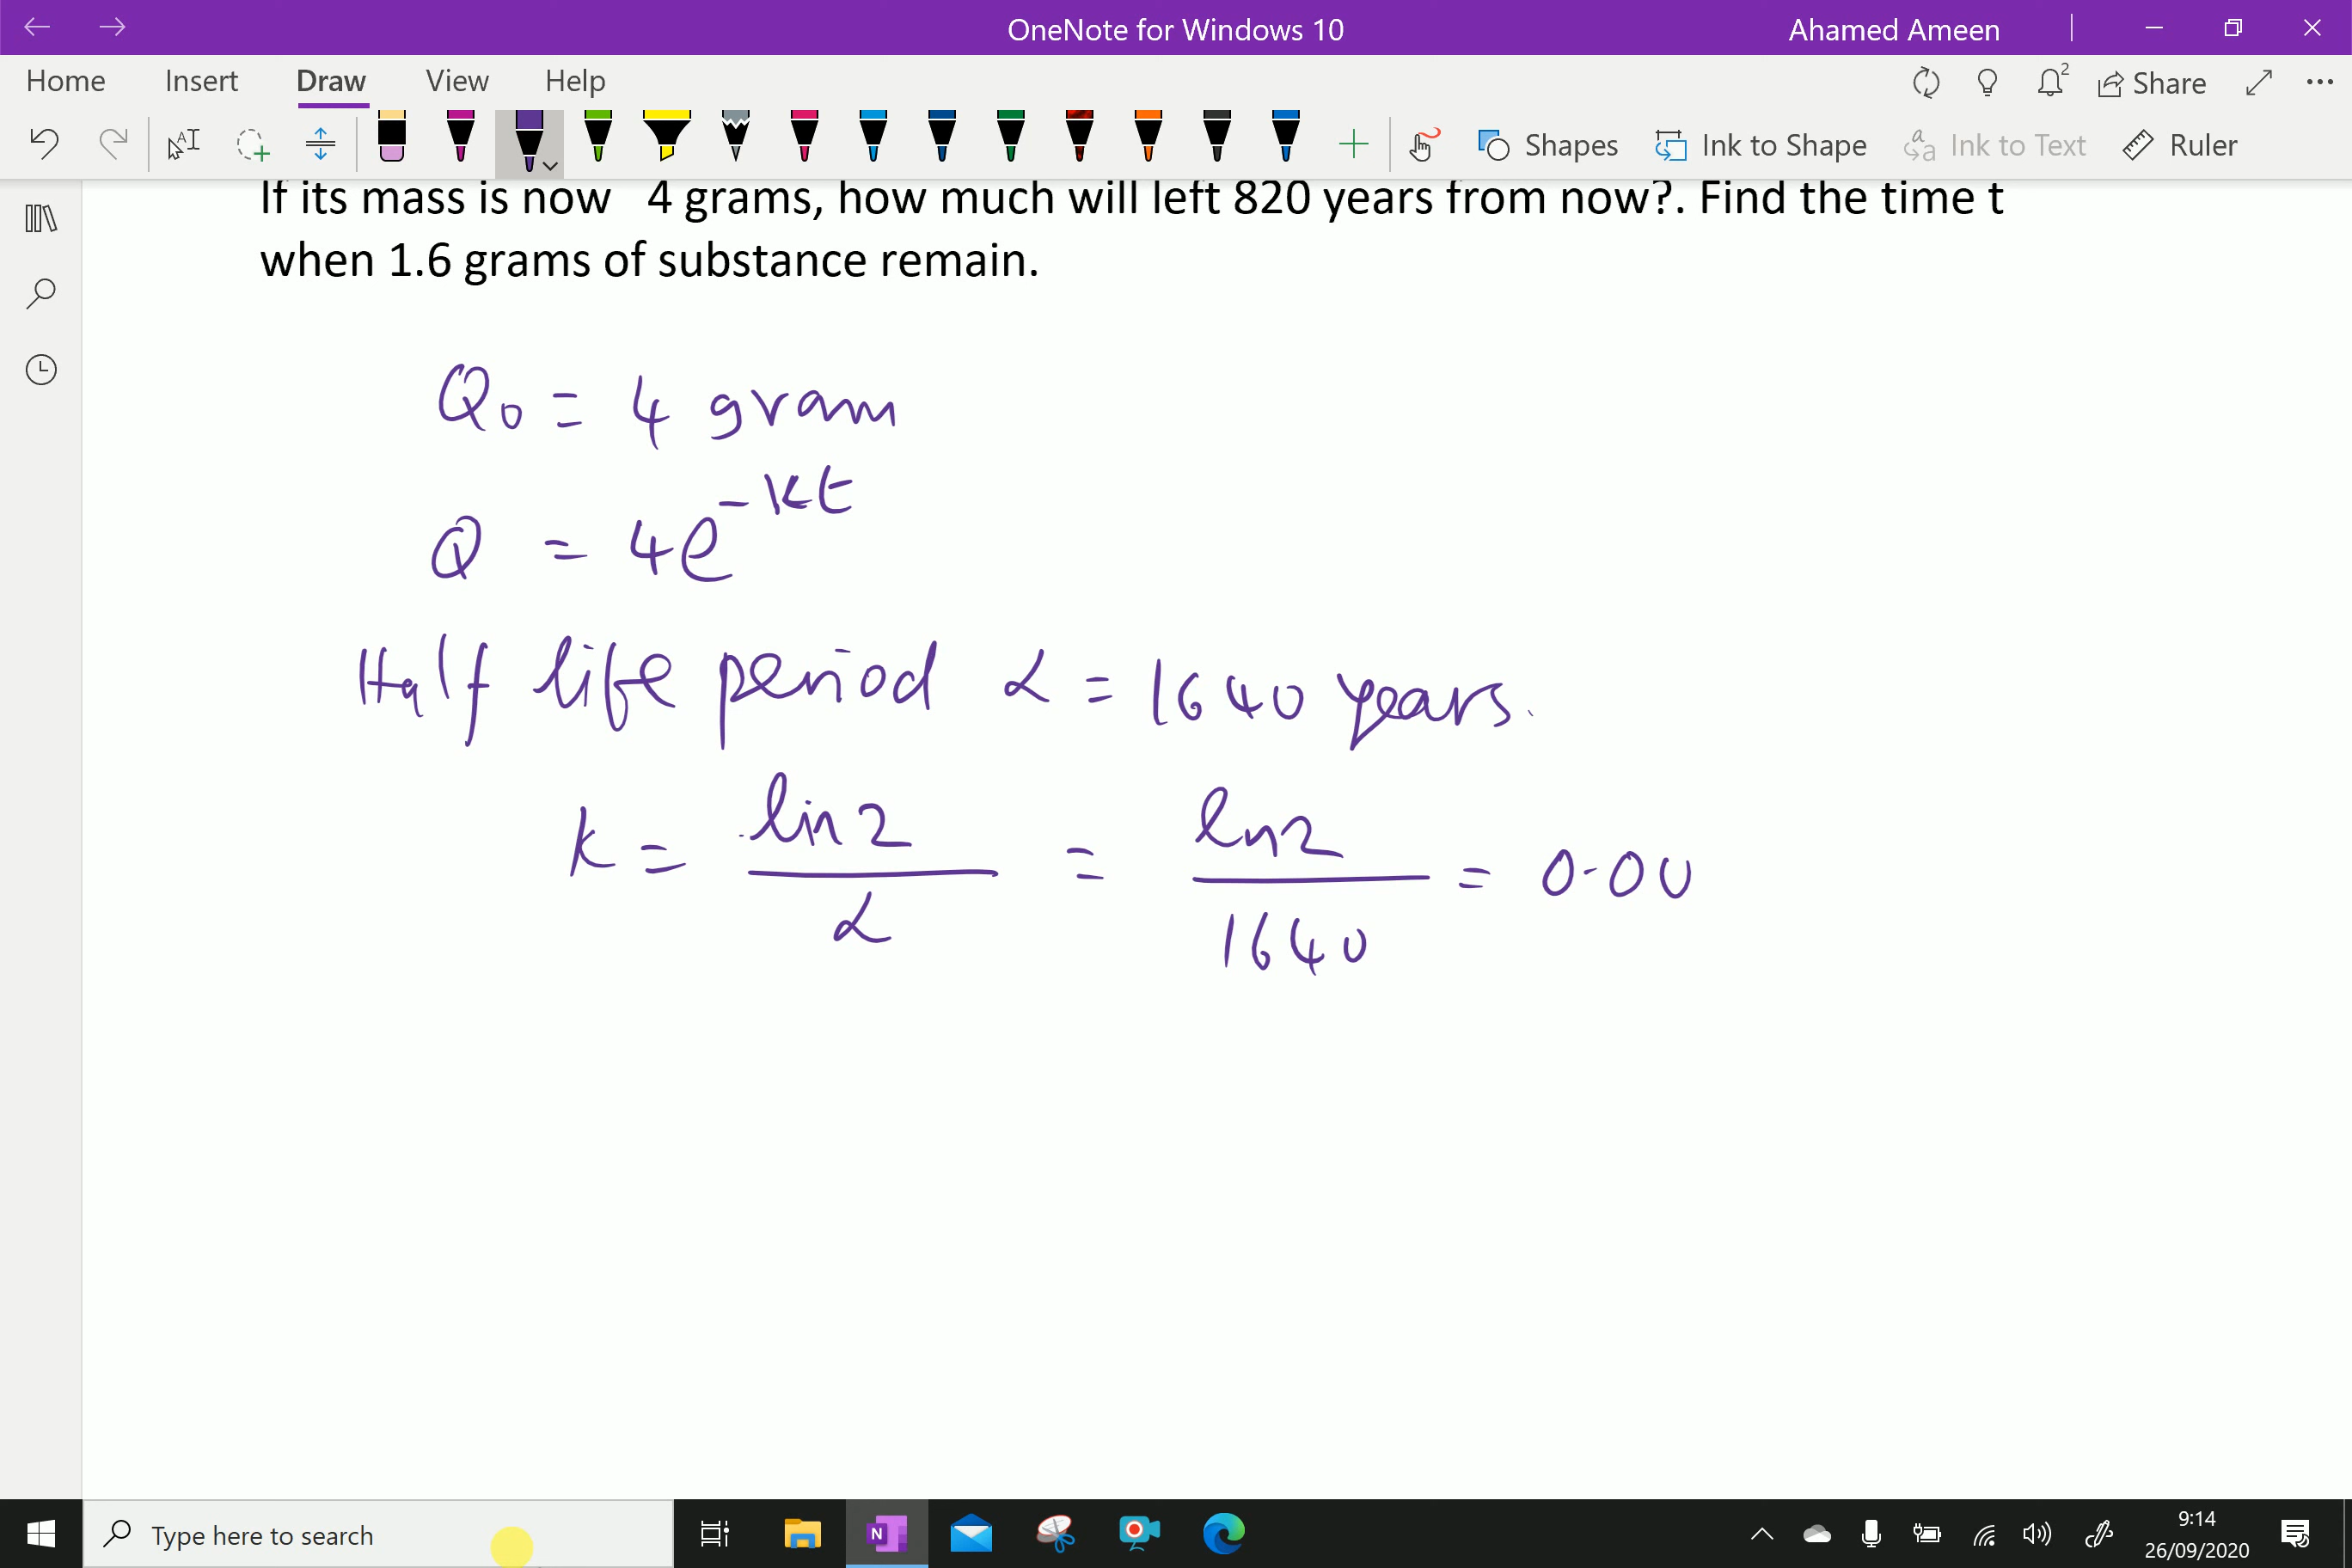 OneNote for Windows 10
Ahamed Ameen
Home Insert Draw View Help
2
Share
Shapes Ink to Shape Ink to Text Ruler
If its mass is now 4 grams, how much will left 820 years from now?. Find the time t
when 1.6 grams of substance remain.
Q₀ = 4 gram
Q = 4e^-kt
Half life period α = 1640 years.
k = ln 2 / α = ln 2 / 1640 = 0.00
Type here to search
N
9:14
26/09/2020